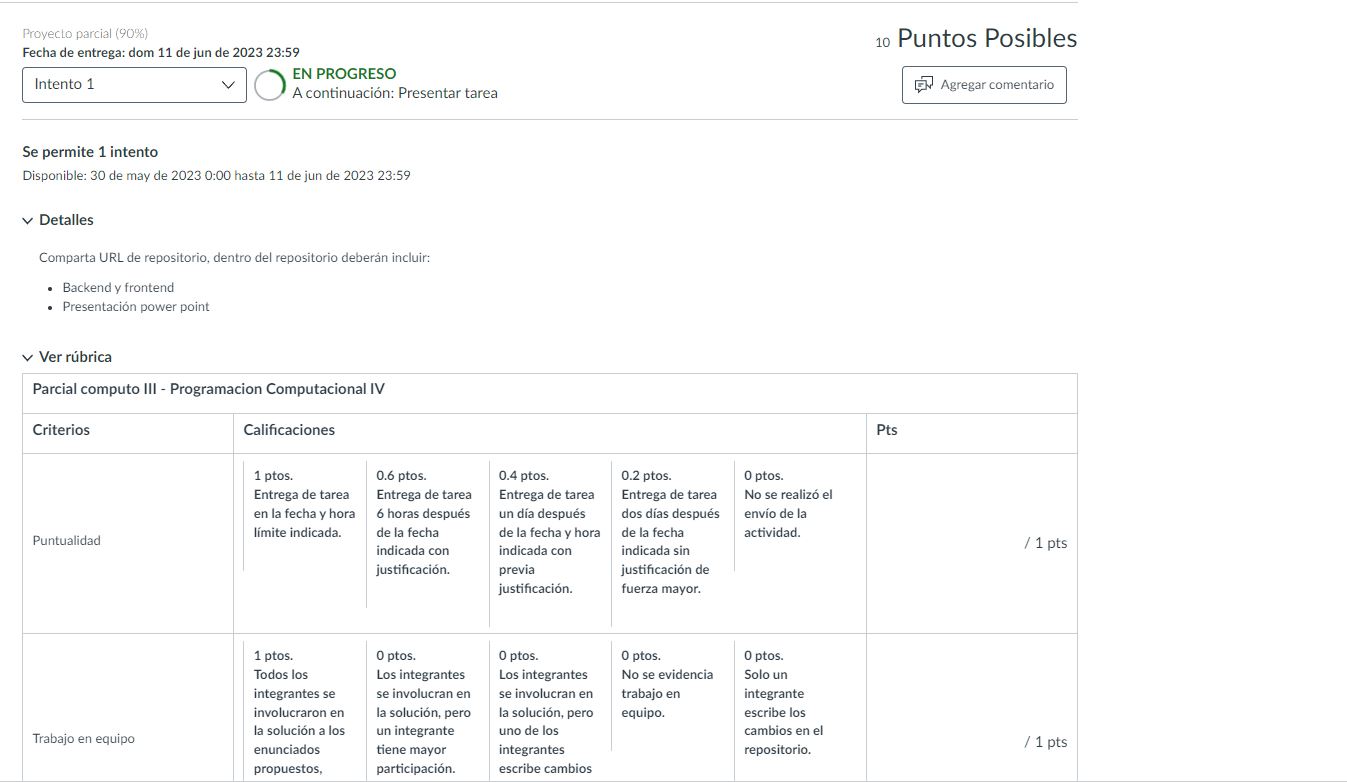 Proyecto parcial (90%)
Fecha de entrega: dom 11 de jun de 2023 23:59
10 Puntos Posibles
Intento 1
EN PROGRESO
A continuación: Presentar tarea
Agregar comentario
Se permite 1 intento
Disponible: 30 de may de 2023 0:00 hasta 11 de jun de 2023 23:59
Detalles
Comparta URL de repositorio, dentro del repositorio deberán incluir:
Backend y frontend
Presentación power point
Ver rúbrica
Parcial computo III - Programacion Computacional IV
Criterios
Calificaciones
Pts
Puntualidad
1 ptos.
Entrega de tarea
en la fecha y hora
límite indicada.
0.6 ptos.
Entrega de tarea
6 horas después
de la fecha
indicada con
justificación.
0.4 ptos.
Entrega de tarea
un día después
de la fecha y hora
indicada con
previa
justificación.
0.2 ptos.
Entrega de tarea
dos días después
de la fecha
indicada sin
justificación de
fuerza mayor.
0 ptos.
No se realizó el
envío de la
actividad.
/ 1 pts
Trabajo en equipo
1 ptos.
Todos los
integrantes se
involucraron en
la solución a los
enunciados
propuestos,
0 ptos.
Los integrantes
se involucran en
la solución, pero
un integrante
tiene mayor
participación.
0 ptos.
Los integrantes
se involucran en
la solución, pero
uno de los
integrantes
escribe cambios
0 ptos.
No se evidencia
trabajo en
equipo.
0 ptos.
Solo un
integrante
escribe los
cambios en el
repositorio.
/ 1 pts